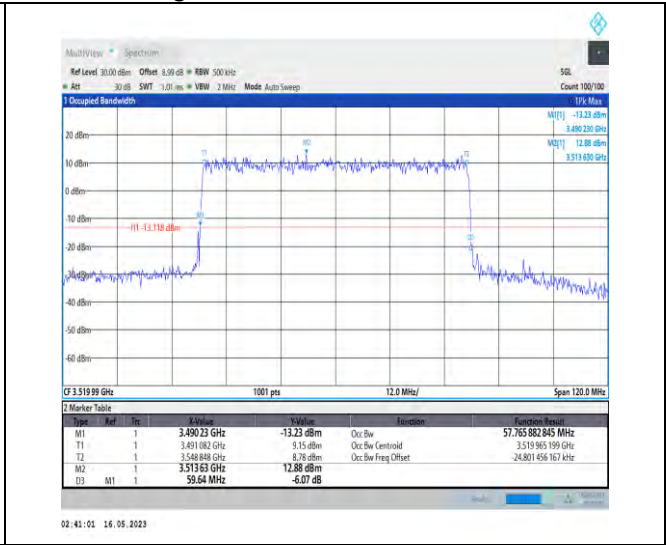 MultiView Spectrum
Ref Level 30.00 dBm Offset 8.99 dB RBW 500 kHz SGL
Att 30 dB SWT 1.01 ms VBW 2 MHz Mode Auto Sweep Count 100/100
1 Occupied Bandwidth 1Pk Max
M1[1] -13.23 dBm
3.490 230 GHz
20 dBm M2[1] 12.88 dBm
3.513 630 GHz
M2
T1 T2
10 dBm
0 dBm
M1
-10 dBm
H1 -13.118 dBm
-20 dBm
-30 dBm
-40 dBm
-50 dBm
-60 dBm
CF 3.519 99 GHz 1001 pts 12.0 MHz/ Span 120.0 MHz
2 Marker Table
Type Ref Trc X-Value Y-Value Function Function Result
M1 1 3.490 23 GHz -13.23 dBm Occ Bw 57.765 882 845 MHz
T1 1 3.491 082 GHz 9.15 dBm Occ Bw Centroid 3.519 965 199 GHz
T2 1 3.548 848 GHz 8.78 dBm Occ Bw Freq Offset -24.801 456 167 kHz
M2 1 3.513 63 GHz 12.88 dBm
D3 M1 1 59.64 MHz -6.07 dB
02:41:01 16.05.2023